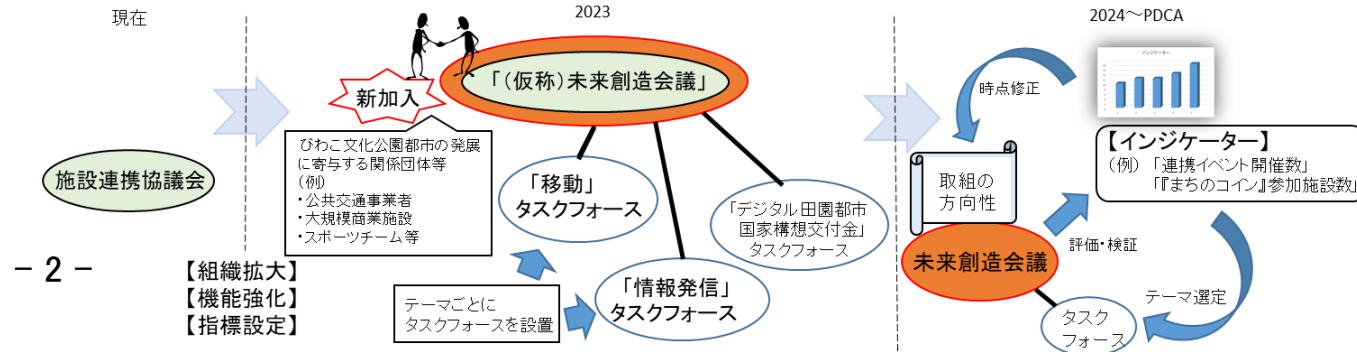 現在
施設連携協議会
- 2 -
【組織拡大】
【機能強化】
【指標設定】
2023
「(仮称)未来創造会議」
新加入
びわこ文化公園都市の発展
に寄与する関係団体等
(例)
・公共交通事業者
・大規模商業施設
・スポーツチーム等
「移動」
タスクフォース
「デジタル田園都市
国家構想交付金」
タスクフォース
「情報発信」
タスクフォース
テーマごとに
タスクフォースを設置
2024～PDCA
インジケーター
時点修正
【インジケーター】
(例) 「連携イベント開催数」
「『まちのコイン』参加施設数」
取組の
方向性
評価・検証
未来創造会議
テーマ選定
タスク
フォース